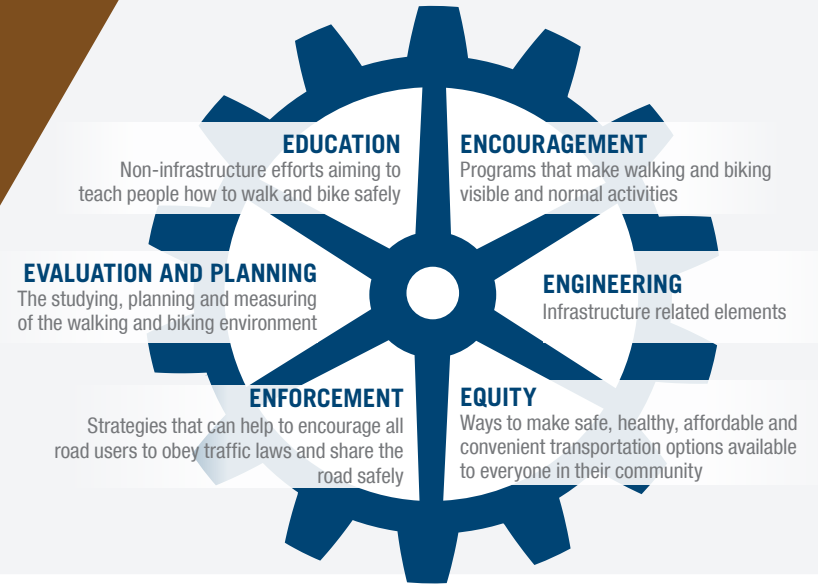 EDUCATION
Non-infrastructure efforts aiming to
teach people how to walk and bike safely
ENCOURAGEMENT
Programs that make walking and biking
visible and normal activities
EVALUATION AND PLANNING
The studying, planning and measuring
of the walking and biking environment
ENGINEERING
Infrastructure related elements
ENFORCEMENT
Strategies that can help to encourage all
road users to obey traffic laws and share the
road safely
EQUITY
Ways to make safe, healthy, affordable and
convenient transportation options available
to everyone in their community